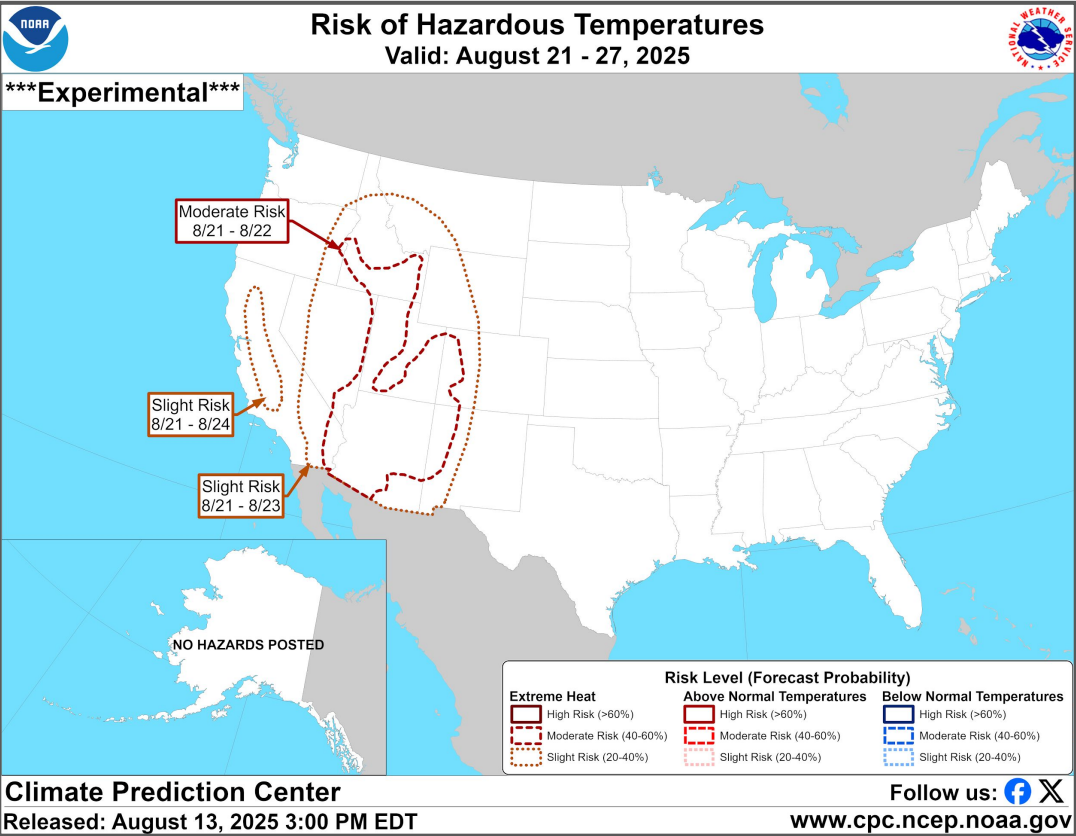 NOAA
Risk of Hazardous Temperatures
Valid: August 21 - 27, 2025
NATIONAL WEATHER SERVICE
***Experimental***
Moderate Risk
8/21 - 8/22
Slight Risk
8/21 - 8/24
Slight Risk
8/21 - 8/23
NO HAZARDS POSTED
Risk Level (Forecast Probability)
Extreme Heat
High Risk (>60%)
Moderate Risk (40-60%)
Slight Risk (20-40%)
Above Normal Temperatures
High Risk (>60%)
Moderate Risk (40-60%)
Slight Risk (20-40%)
Below Normal Temperatures
High Risk (>60%)
Moderate Risk (40-60%)
Slight Risk (20-40%)
Climate Prediction Center
Follow us:
Released: August 13, 2025 3:00 PM EDT
www.cpc.ncep.noaa.gov